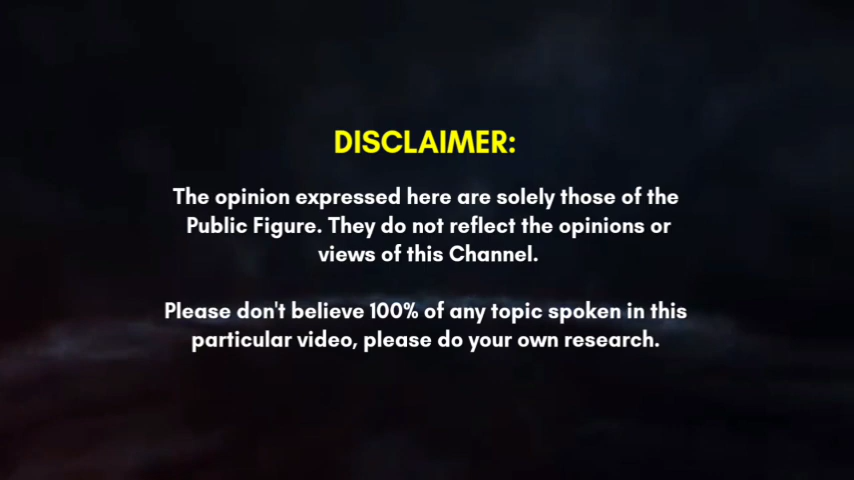 DISCLAIMER:
The opinion expressed here are solely those of the
Public Figure. They do not reflect the opinions or
views of this Channel.
Please don't believe 100% of any topic spoken in this
particular video, please do your own research.